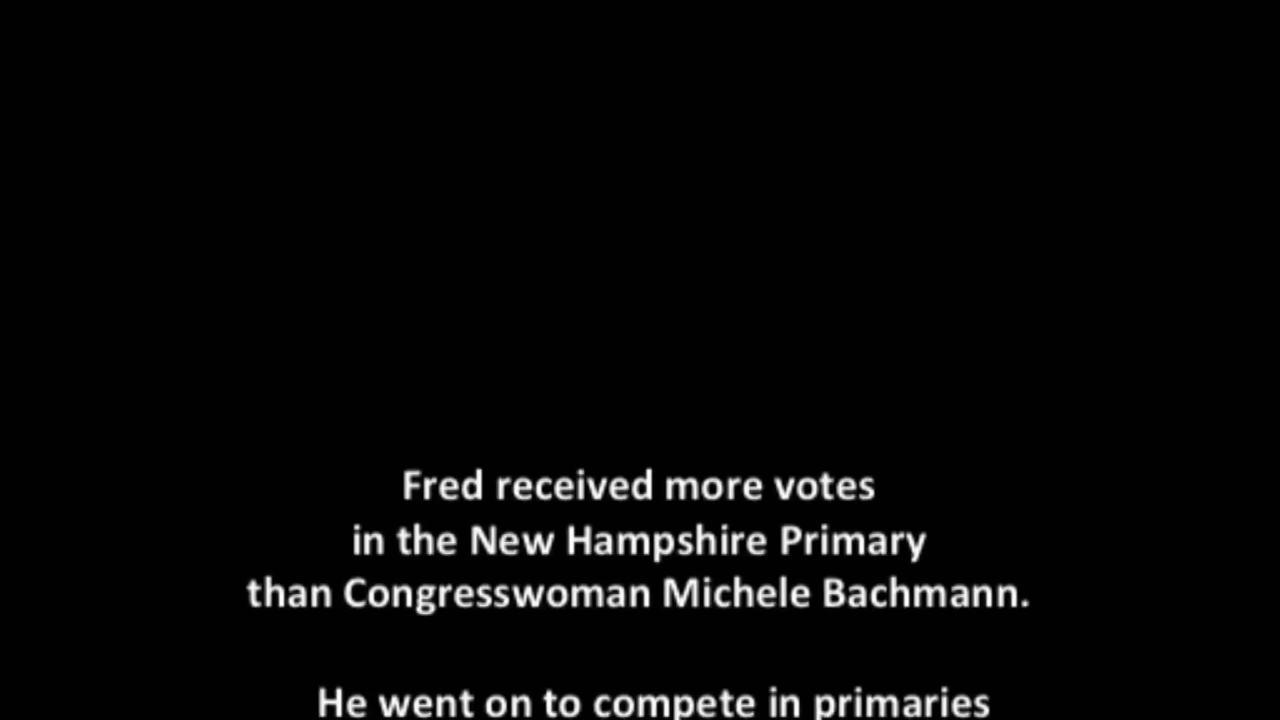 Fred received more votes
in the New Hampshire Primary
than Congresswoman Michele Bachmann.
He went on to compete in primaries